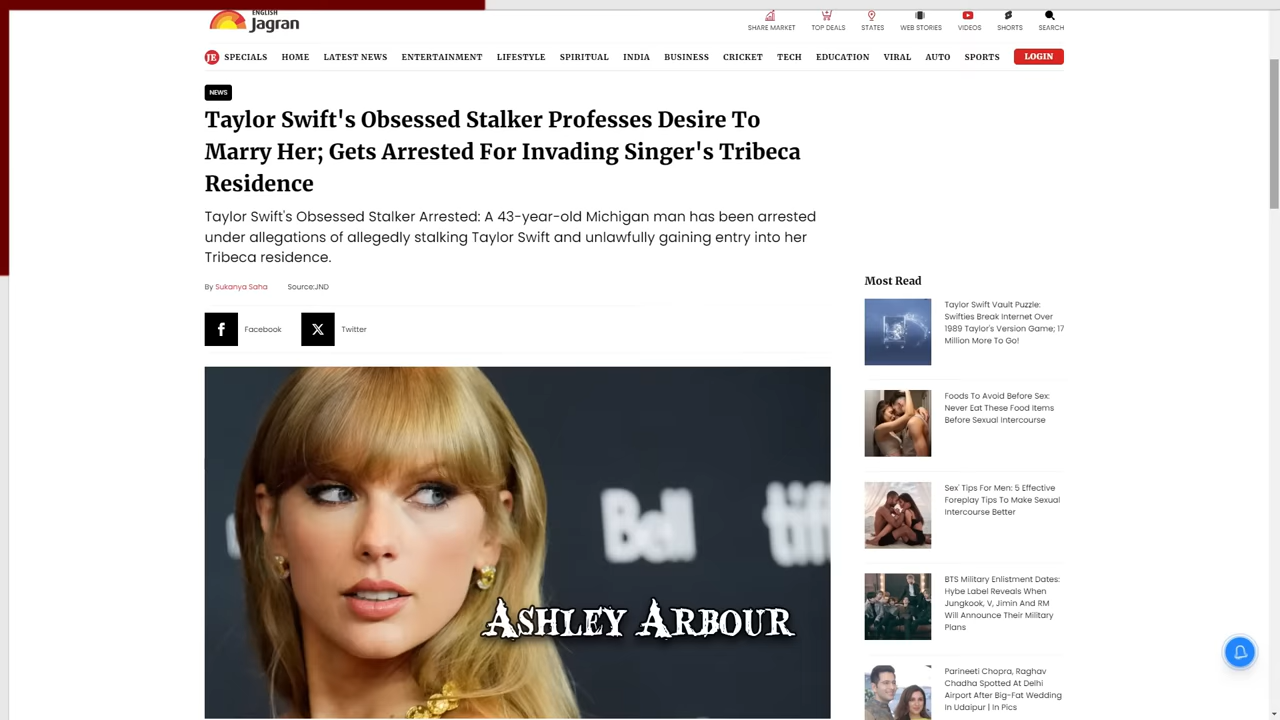 ENGLISH
Jagran
SHARE MARKET
TOP DEALS
STATES
WEB STORIES
VIDEOS
SHORTS
SEARCH
JE
SPECIALS
HOME
LATEST NEWS
ENTERTAINMENT
LIFESTYLE
SPIRITUAL
INDIA
BUSINESS
CRICKET
TECH
EDUCATION
VIRAL
AUTO
SPORTS
LOGIN
NEWS
Taylor Swift's Obsessed Stalker Professes Desire To
Marry Her; Gets Arrested For Invading Singer's Tribeca
Residence
Taylor Swift's Obsessed Stalker Arrested: A 43-year-old Michigan man has been arrested
under allegations of allegedly stalking Taylor Swift and unlawfully gaining entry into her
Tribeca residence.
By Sukanya Saha
Source:JND
Facebook
Twitter
Bell
tiff
ASHLEY ARBOUR
Most Read
Taylor Swift Vault Puzzle:
Swifties Break Internet Over
1989 Taylor's Version Game; 17
Million More To Go!
Foods To Avoid Before Sex:
Never Eat These Food Items
Before Sexual Intercourse
Sex' Tips For Men: 5 Effective
Foreplay Tips To Make Sexual
Intercourse Better
BTS Military Enlistment Dates:
Hybe Label Reveals When
Jungkook, V, Jimin And RM
Will Announce Their Military
Plans
Parineeti Chopra, Raghav
Chadha Spotted At Delhi
Airport After Big-Fat Wedding
In Udaipur | In Pics